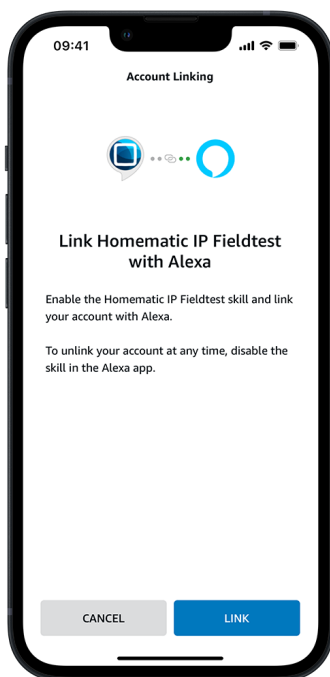 09:41
Account Linking
Link Homematic IP Fieldtest
with Alexa
Enable the Homematic IP Fieldtest skill and link
your account with Alexa.
To unlink your account at any time, disable the
skill in the Alexa app.
CANCEL
LINK